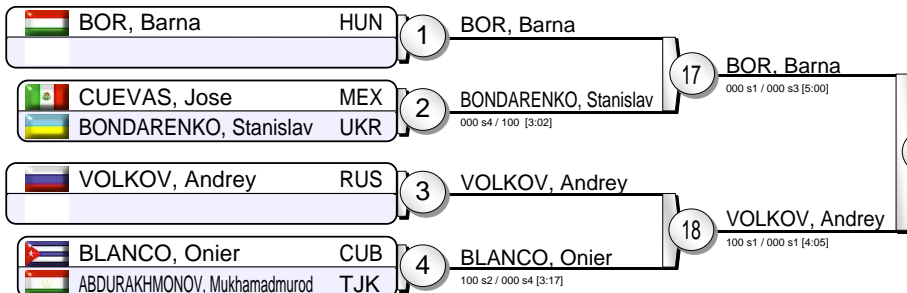 BOR, Barna HUN
1
BOR, Barna
CUEVAS, Jose MEX
BONDARENKO, Stanislav UKR
2
BONDARENKO, Stanislav
000 s4 / 100 [3:02]
17
BOR, Barna
000 s1 / 000 s3 [5:00]
VOLKOV, Andrey RUS
3
VOLKOV, Andrey
BLANCO, Onier CUB
ABDURAKHMONOV, Mukhamadmurod TJK
4
BLANCO, Onier
100 s2 / 000 s4 [3:17]
18
VOLKOV, Andrey
100 s1 / 000 s1 [4:05]